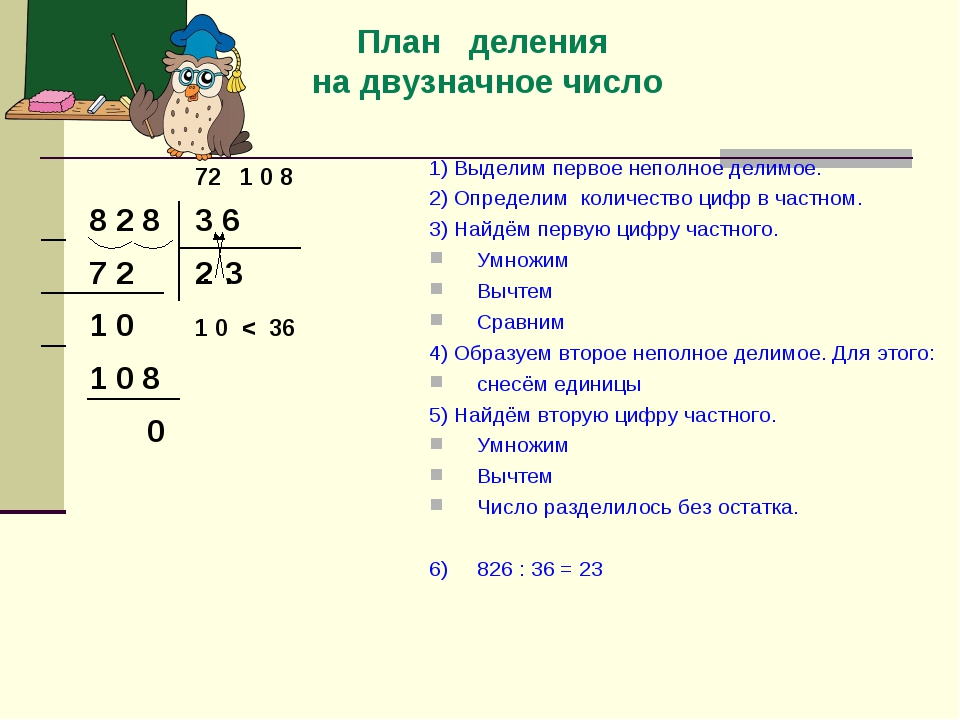 План деления
на двузначное число
72 1 0 8
8 2 8 3 6
7 2 2 3
1 0 1 0 < 36
1 0 8
0
1) Выделим первое неполное делимое.
2) Определим количество цифр в частном.
3) Найдём первую цифру частного.
Умножим
Вычтем
Сравним
4) Образуем второе неполное делимое. Для этого:
снесём единицы
5) Найдём вторую цифру частного.
Умножим
Вычтем
Число разделилось без остатка.
6) 826 : 36 = 23